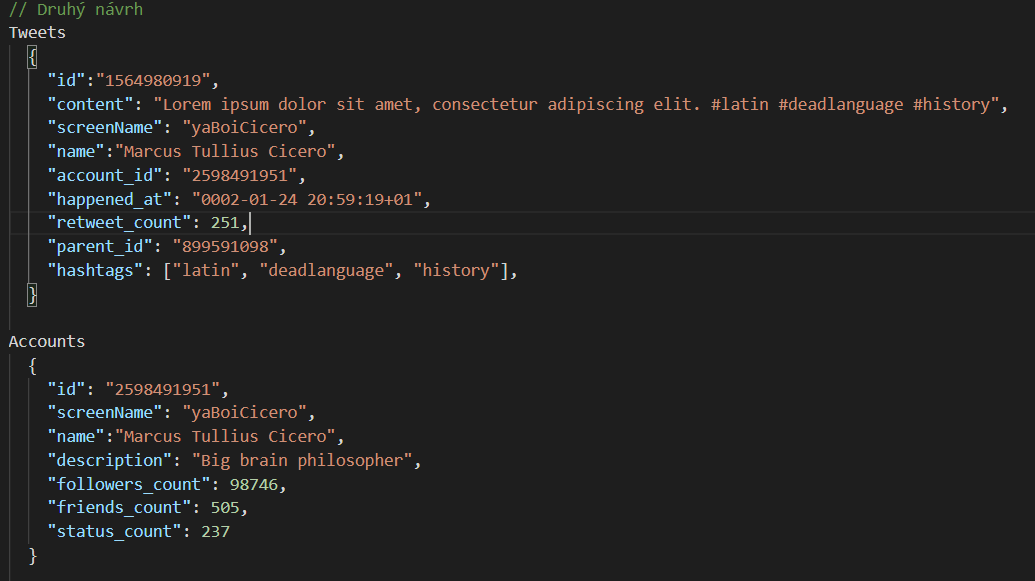 // Druhý návrh
Tweets
{
"id":"1564980919",
"content": "Lorem ipsum dolor sit amet, consectetur adipiscing elit. #latin #deadlanguage #history",
"screenName": "yaBoiCicero",
"name":"Marcus Tullius Cicero",
"account_id": "2598491951",
"happened_at": "0002-01-24 20:59:19+01",
"retweet_count": 251,
"parent_id": "899591098",
"hashtags": ["latin", "deadlanguage", "history"],
}
Accounts
{
"id": "2598491951",
"screenName": "yaBoiCicero",
"name":"Marcus Tullius Cicero",
"description": "Big brain philosopher",
"followers_count": 98746,
"friends_count": 505,
"status_count": 237
}